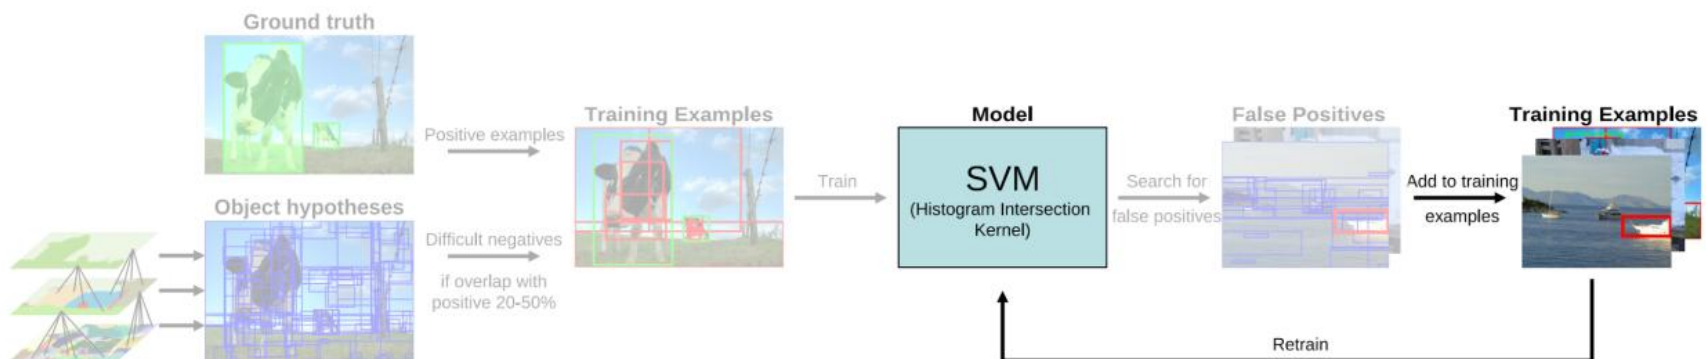 Ground truth
Positive examples
Training Examples
Object hypotheses
Difficult negatives
if overlap with
positive 20-50%
Train
Model
SVM
(Histogram Intersection
Kernel)
Search for
false positives
False Positives
Add to training
examples
Training Examples
Retrain